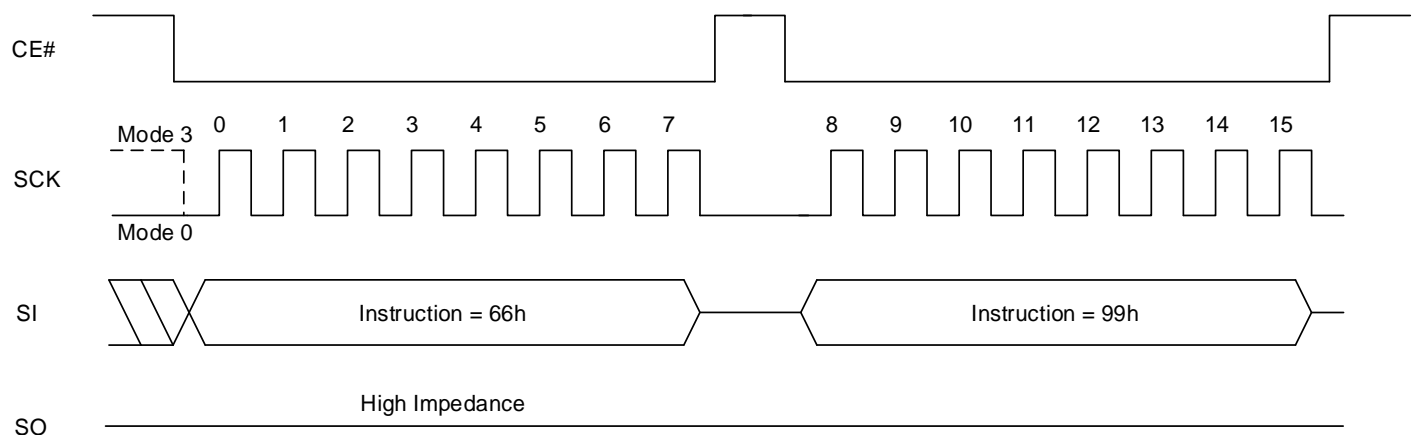 CE#
Mode 3
0 1 2 3 4 5 6 7 8 9 10 11 12 13 14 15
SCK
Mode 0
SI
Instruction = 66h
Instruction = 99h
High Impedance
SO